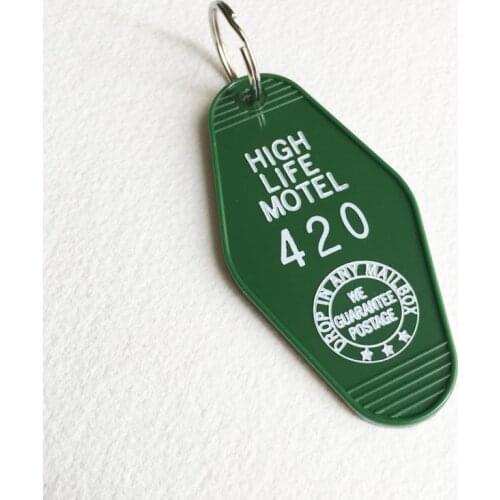 HIGH
LIFE
MOTEL
420
DROP IN ANY MAILBOX
WE
GUARANTEE
POSTAGE